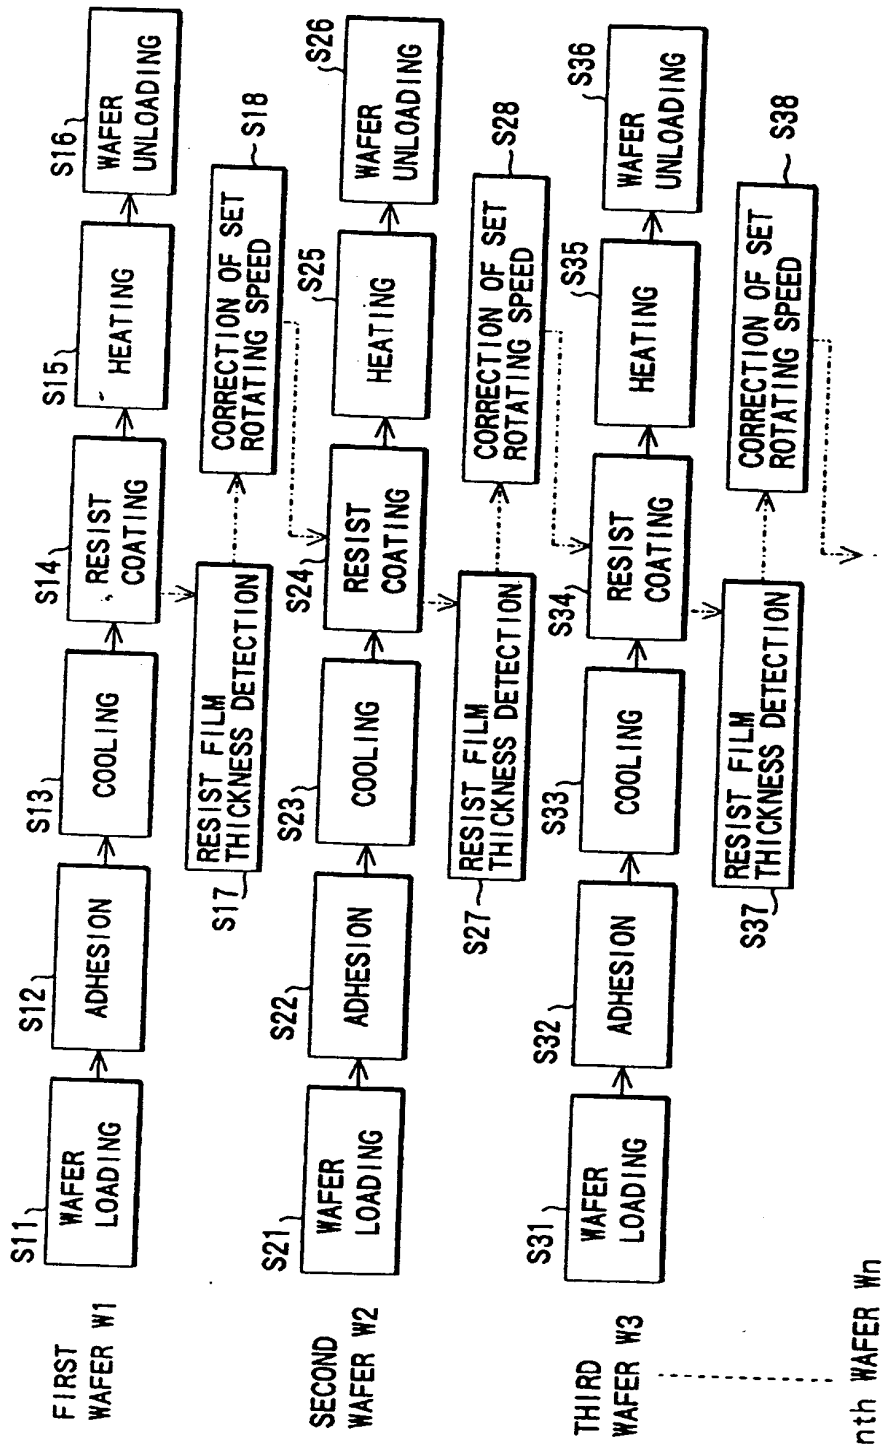 FIRST
WAFER W1
S11
WAFER
LOADING
S12
ADHESION
S13
COOLING
S14
RESIST
COATING
S15
HEATING
S16
WAFER
UNLOADING
S17
RESIST FILM
THICKNESS DETECTION
S18
CORRECTION OF SET
ROTATING SPEED
SECOND
WAFER W2
S21
WAFER
LOADING
S22
ADHESION
S23
COOLING
S24
RESIST
COATING
S25
HEATING
S26
WAFER
UNLOADING
S27
RESIST FILM
THICKNESS DETECTION
S28
CORRECTION OF SET
ROTATING SPEED
THIRD
WAFER W3
S31
WAFER
LOADING
S32
ADHESION
S33
COOLING
S34
RESIST
COATING
S35
HEATING
S36
WAFER
UNLOADING
S37
RESIST FILM
THICKNESS DETECTION
S38
CORRECTION OF SET
ROTATING SPEED
nth WAFER Wn